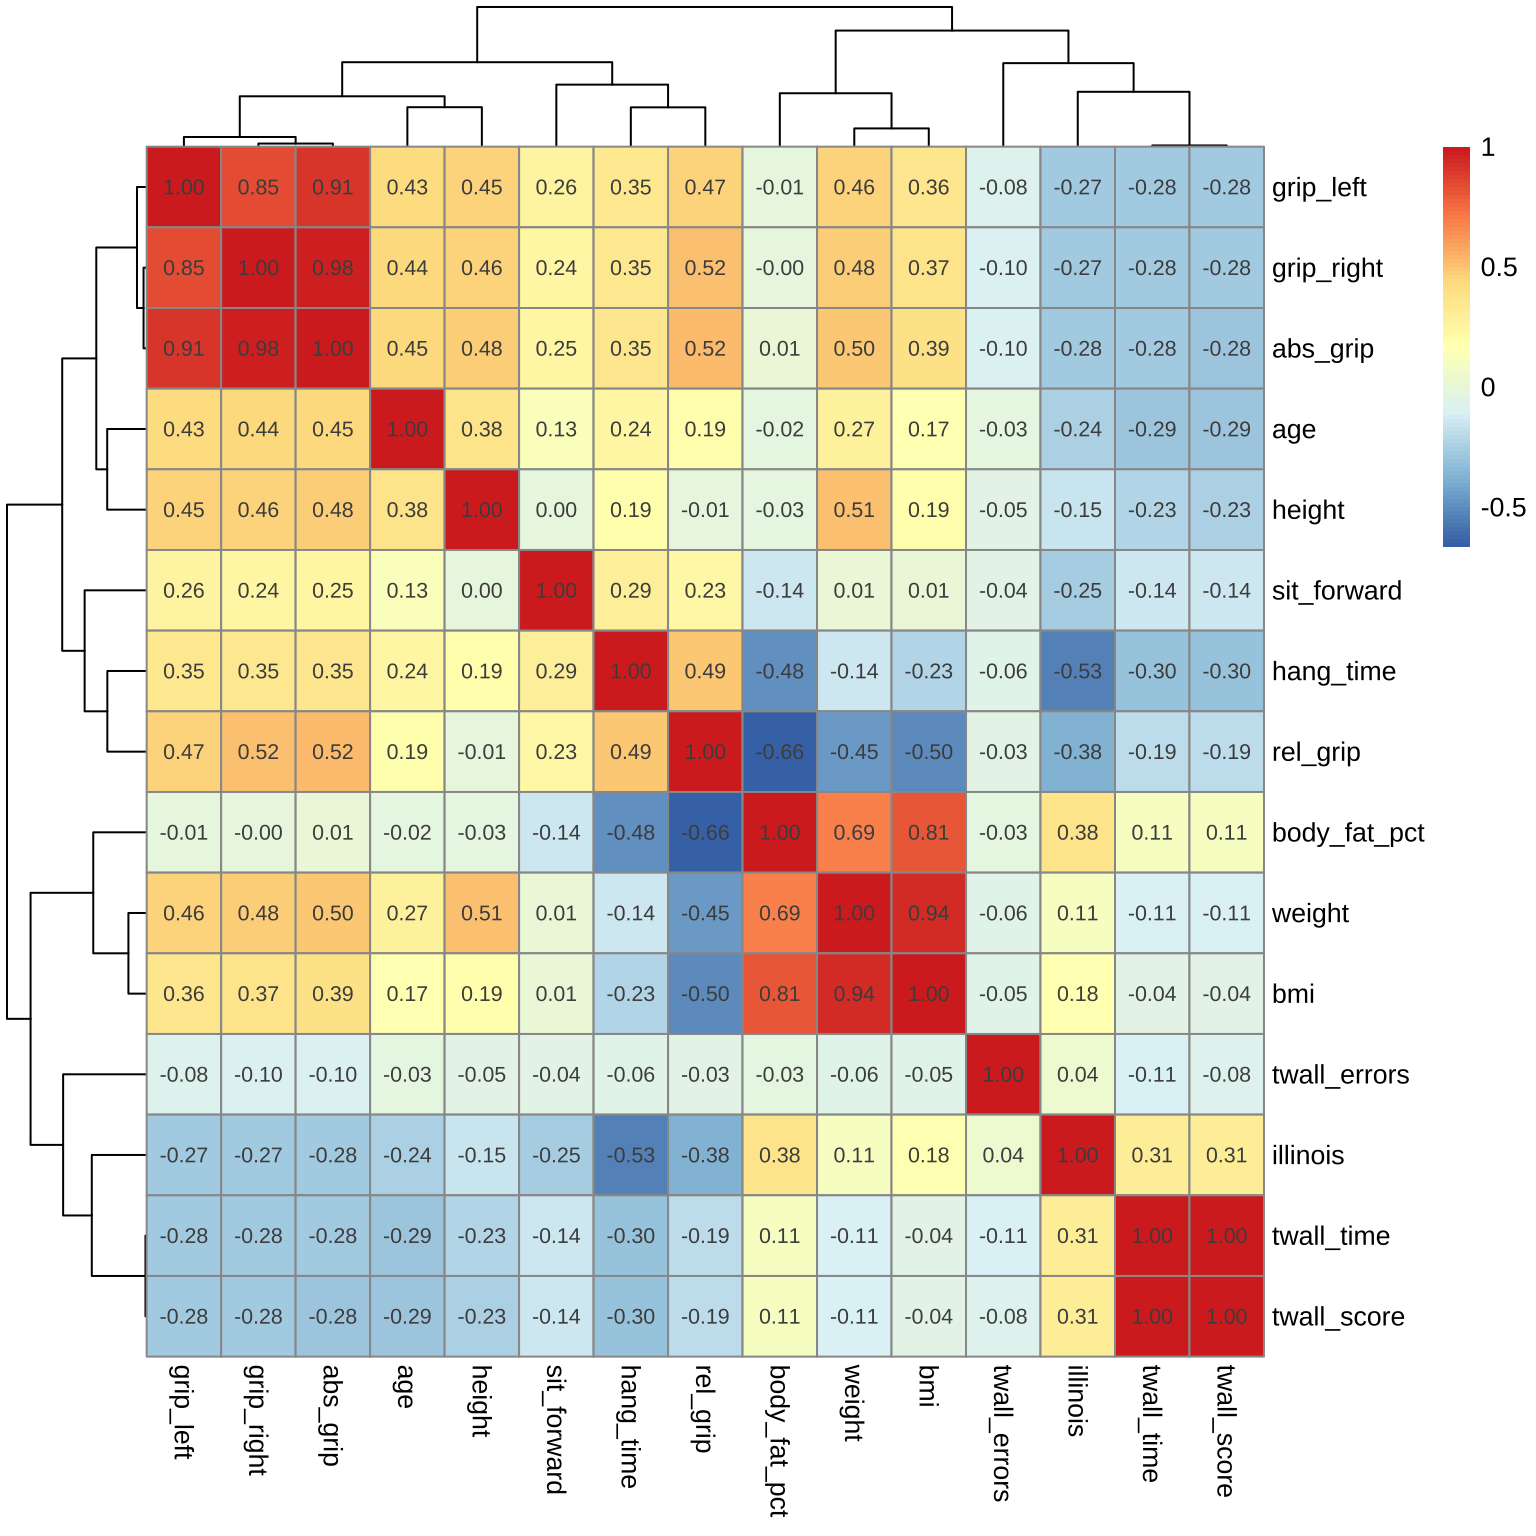 1.00 0.85 0.91 0.43 0.45 0.26 0.35 0.47 -0.01 0.46 0.36 -0.08 -0.27 -0.28 -0.28 grip_left
0.85 1.00 0.98 0.44 0.46 0.24 0.35 0.52 -0.00 0.48 0.37 -0.10 -0.27 -0.28 -0.28 grip_right
0.91 0.98 1.00 0.45 0.48 0.25 0.35 0.52 0.01 0.50 0.39 -0.10 -0.28 -0.28 -0.28 abs_grip
0.43 0.44 0.45 1.00 0.38 0.13 0.24 0.19 -0.02 0.27 0.17 -0.03 -0.24 -0.29 -0.29 age
0.45 0.46 0.48 0.38 1.00 0.00 0.19 -0.01 -0.03 0.51 0.19 -0.05 -0.15 -0.23 -0.23 height
0.26 0.24 0.25 0.13 0.00 1.00 0.29 0.23 -0.14 0.01 0.01 -0.04 -0.25 -0.14 -0.14 sit_forward
0.35 0.35 0.35 0.24 0.19 0.29 1.00 0.49 -0.48 -0.14 -0.23 -0.06 -0.53 -0.30 -0.30 hang_time
0.47 0.52 0.52 0.19 -0.01 0.23 0.49 1.00 -0.66 -0.45 -0.50 -0.03 -0.38 -0.19 -0.19 rel_grip
-0.01 -0.00 0.01 -0.02 -0.03 -0.14 -0.48 -0.66 1.00 0.69 0.81 -0.03 0.38 0.11 0.11 body_fat_pct
0.46 0.48 0.50 0.27 0.51 0.01 -0.14 -0.45 0.69 1.00 0.94 -0.06 0.11 -0.11 -0.11 weight
0.36 0.37 0.39 0.17 0.19 0.01 -0.23 -0.50 0.81 0.94 1.00 -0.05 0.18 -0.04 -0.04 bmi
-0.08 -0.10 -0.10 -0.03 -0.05 -0.04 -0.06 -0.03 -0.03 -0.06 -0.05 1.00 0.04 -0.11 -0.08 twall_errors
-0.27 -0.27 -0.28 -0.24 -0.15 -0.25 -0.53 -0.38 0.38 0.11 0.18 0.04 1.00 0.31 0.31 illinois
-0.28 -0.28 -0.28 -0.29 -0.23 -0.14 -0.30 -0.19 0.11 -0.11 -0.04 -0.11 0.31 1.00 1.00 twall_time
-0.28 -0.28 -0.28 -0.29 -0.23 -0.14 -0.30 -0.19 0.11 -0.11 -0.04 -0.08 0.31 1.00 1.00 twall_score
grip_left
grip_right
abs_grip
age
height
sit_forward
hang_time
rel_grip
body_fat_pct
weight
bmi
twall_errors
illinois
twall_time
twall_score
1
0.5
0
-0.5